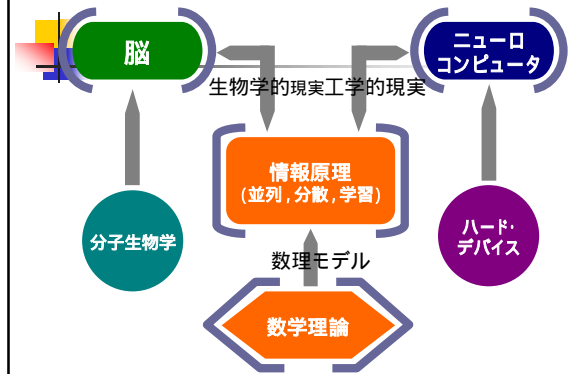 脳
ニューロ
コンピュータ
生物学的現実工学的現実
情報原理
(並列,分散,学習)
分子生物学
ハード・
デバイス
数理モデル
数学理論